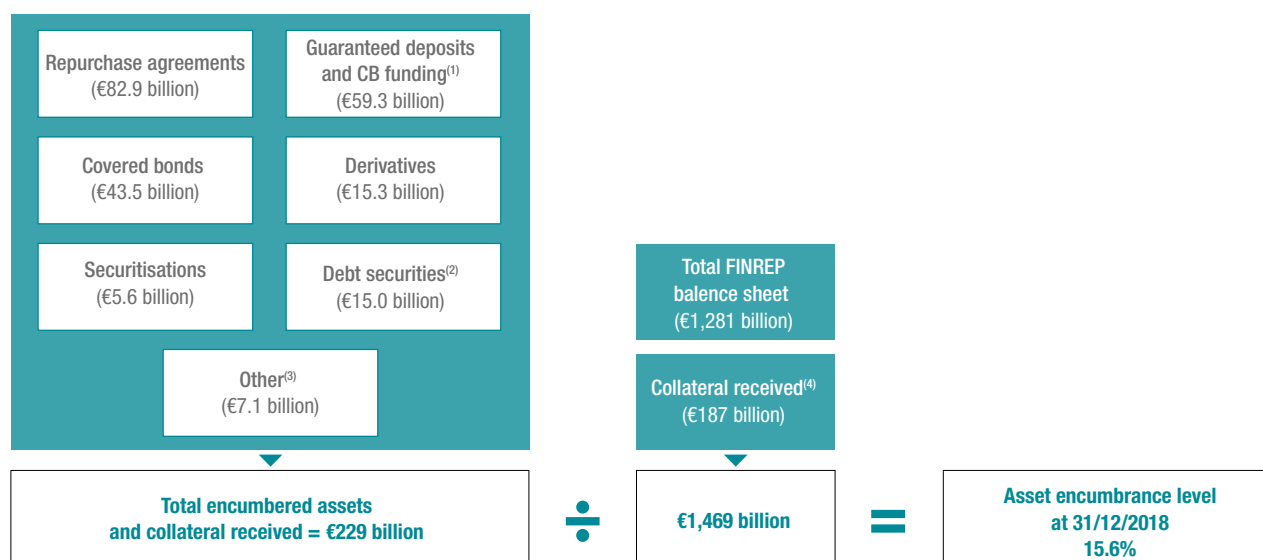 Repurchase agreements
(€82.9 billion)
Guaranteed deposits
and CB funding(1)
(€59.3 billion)
Covered bonds
(€43.5 billion)
Derivatives
(€15.3 billion)
Securitisations
(€5.6 billion)
Debt securities(2)
(€15.0 billion)
Other(3)
(€7.1 billion)
Total FINREP
balence sheet
(€1,281 billion)
Collateral received(4)
(€187 billion)
Total encumbered assets
and collateral received = €229 billion
÷
€1,469 billion
=
Asset encumbrance level
at 31/12/2018
15.6%